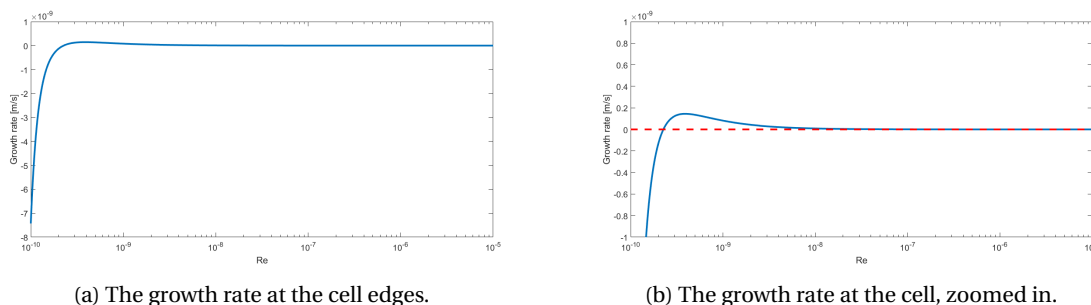 ×10⁻⁹
1
0
-1
-2
-3
-4
-5
-6
-7
-8
Growth rate [m/s]
10⁻¹⁰ 10⁻⁹ 10⁻⁸ 10⁻⁷ 10⁻⁶ 10⁻⁵
Re
(a) The growth rate at the cell edges.
×10⁻⁹
1
0.8
0.6
0.4
0.2
0
-0.2
-0.4
-0.6
-0.8
-1
Growth rate [m/s]
10⁻¹⁰ 10⁻⁹ 10⁻⁸ 10⁻⁷ 10⁻⁶ 10
Re
(b) The growth rate at the cell, zoomed in.